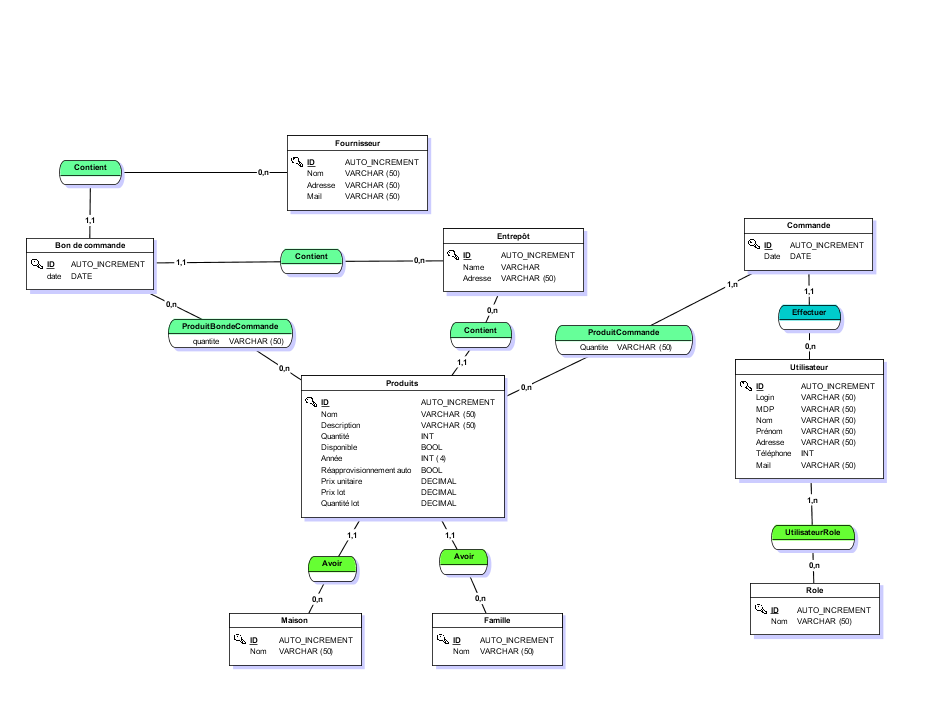 Fournisseur
ID AUTO_INCREMENT
Nom VARCHAR (50)
Adresse VARCHAR (50)
Mail VARCHAR (50)
Contient
0,n
1,1
Bon de commande
ID AUTO_INCREMENT
date DATE
1,1
Contient
0,n
Entrepôt
ID AUTO_INCREMENT
Name VARCHAR
Adresse VARCHAR (50)
Commande
ID AUTO_INCREMENT
Date DATE
0,n
ProduitBondeCommande
quantite VARCHAR (50)
0,n
0,n
Contient
1,1
1,n
ProduitCommande
Quantite VARCHAR (50)
0,n
1,1
Effectuer
0,n
Produits
ID AUTO_INCREMENT
Nom VARCHAR (50)
Description VARCHAR (50)
Quantité INT
Disponible BOOL
Année INT (4)
Réapprovisionnement auto BOOL
Prix unitaire DECIMAL
Prix lot DECIMAL
Quantité lot DECIMAL
Utilisateur
ID AUTO_INCREMENT
Login VARCHAR (50)
MDP VARCHAR (50)
Nom VARCHAR (50)
Prénom VARCHAR (50)
Adresse VARCHAR (50)
Téléphone INT
Mail VARCHAR (50)
1,1
Avoir
0,n
1,1
Avoir
0,n
1,n
UtilisateurRole
0,n
Maison
ID AUTO_INCREMENT
Nom VARCHAR (50)
Famille
ID AUTO_INCREMENT
Nom VARCHAR (50)
Role
ID AUTO_INCREMENT
Nom VARCHAR (50)